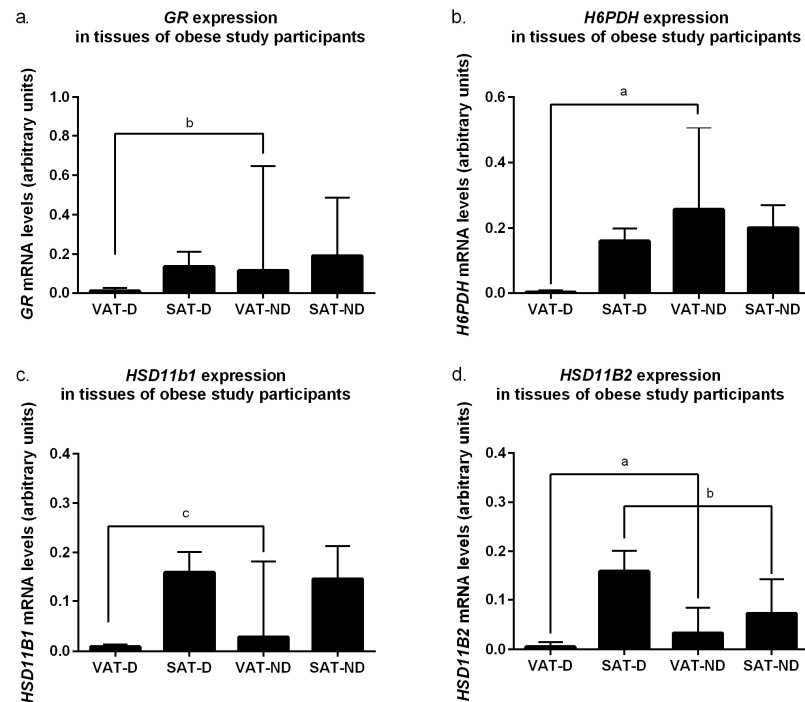 a.
GR expression
in tissues of obese study participants
GR mRNA levels (arbitrary units)
1.0
0.8
0.6
0.4
0.2
0.0
b
VAT-D SAT-D VAT-ND SAT-ND
b.
H6PDH expression
in tissues of obese study participants
H6PDH mRNA levels (arbitrary units)
0.6
0.4
0.2
0.0
a
VAT-D SAT-D VAT-ND SAT-ND
c.
HSD11b1 expression
in tissues of obese study participants
HSD11B1 mRNA levels (arbitrary units)
0.4
0.3
0.2
0.1
0.0
c
VAT-D SAT-D VAT-ND SAT-ND
d.
HSD11B2 expression
in tissues of obese study participants
HSD11B2 mRNA levels (arbitrary units)
0.4
0.3
0.2
0.1
0.0
a
b
VAT-D SAT-D VAT-ND SAT-ND